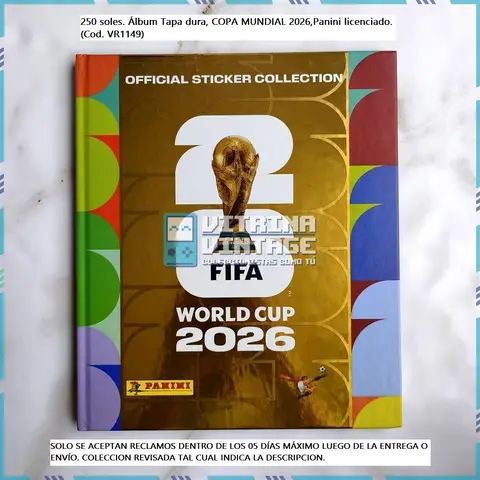 250 soles. Álbum Tapa dura, COPA MUNDIAL 2026,Panini licenciado.
(Cod. VR1149)
OFFICIAL STICKER COLLECTION
26
VITRINA
VINTAGE
COLECCIONISTAS COMO TÚ
FIFA
WORLD CUP
2026
PANINI
SOLO SE ACEPTAN RECLAMOS DENTRO DE LOS 05 DÍAS MÁXIMO LUEGO DE LA ENTREGA O
ENVÍO. COLECCION REVISADA TAL CUAL INDICA LA DESCRIPCION.